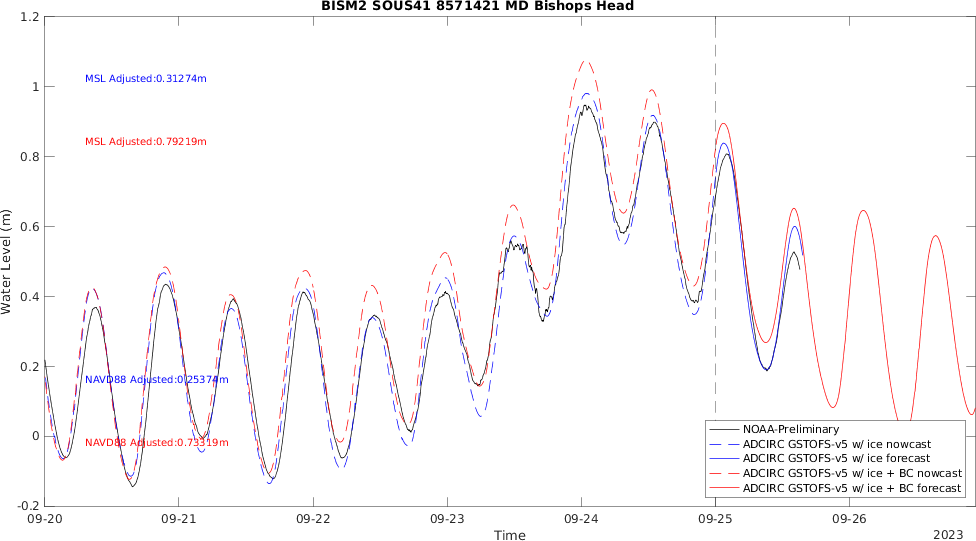 BISM2 SOUS41 8571421 MD Bishops Head
1.2
1
0.8
0.6
0.4
0.2
0
-0.2
Water Level (m)
MSL Adjusted:0.31274m
MSL Adjusted:0.79219m
NAVD88 Adjusted:0.25374m
NAVD88 Adjusted:0.73319m
NOAA-Preliminary
ADCIRC GSTOFS-v5 w/ ice nowcast
ADCIRC GSTOFS-v5 w/ ice forecast
ADCIRC GSTOFS-v5 w/ ice + BC nowcast
ADCIRC GSTOFS-v5 w/ ice + BC forecast
09-20 09-21 09-22 09-23 09-24 09-25 09-26
Time
2023